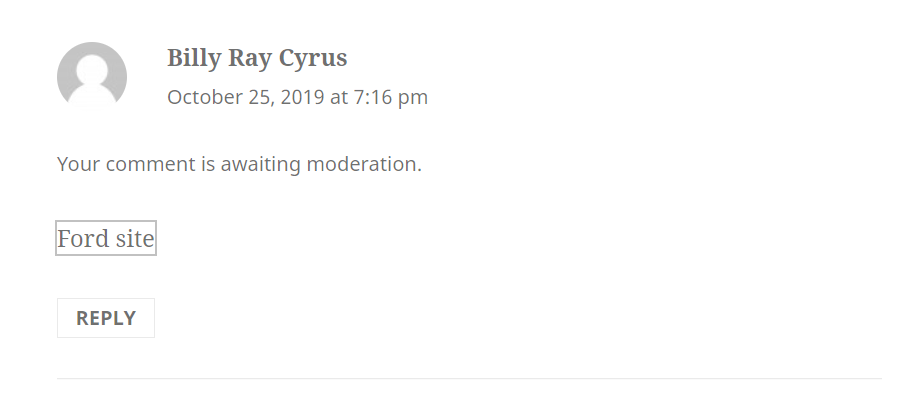 Billy Ray Cyrus
October 25, 2019 at 7:16 pm
Your comment is awaiting moderation.
Ford site
REPLY